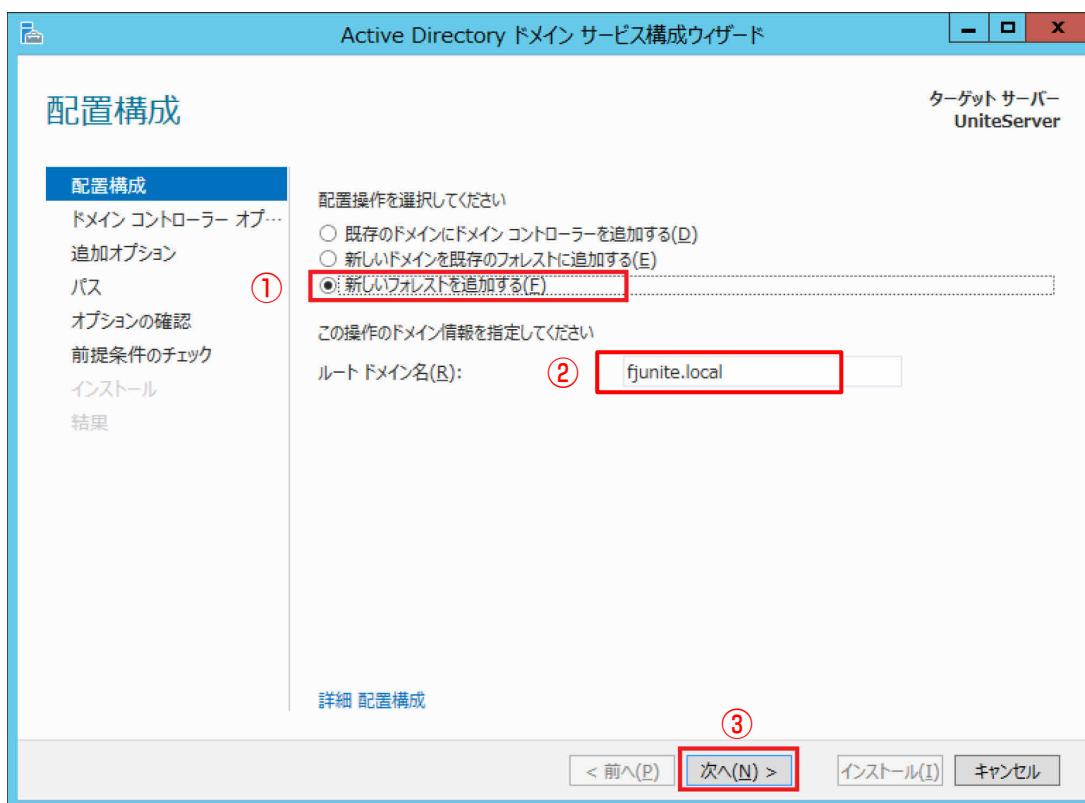 Active Directory ドメイン サービス構成ウィザード
配置構成
ターゲット サーバー
UniteServer
配置構成
ドメイン コントローラー オプ…
追加オプション
パス
オプションの確認
前提条件のチェック
インストール
結果
配置操作を選択してください
既存のドメインにドメイン コントローラーを追加する(D)
新しいドメインを既存のフォレストに追加する(E)
① 新しいフォレストを追加する(F)
この操作のドメイン情報を指定してください
ルート ドメイン名(R): ② fjunite.local
詳細 配置構成
③
< 前へ(P) 次へ(N) > インストール(I) キャンセル